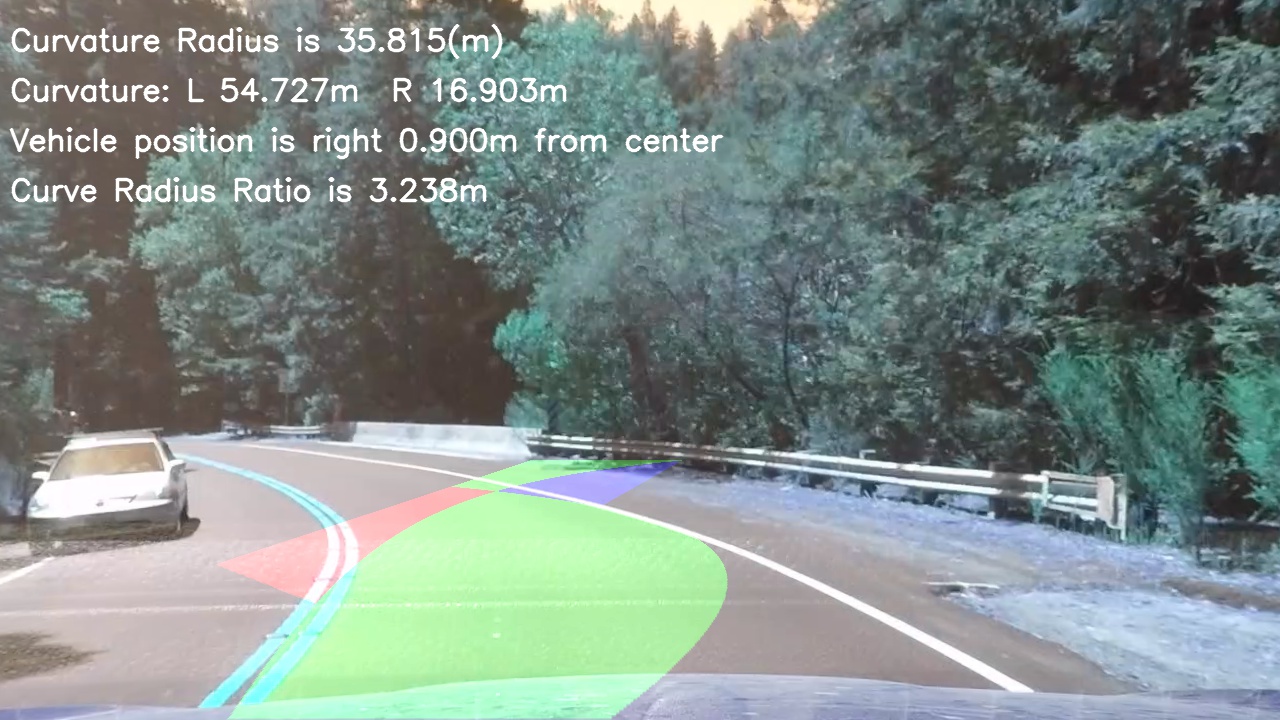 Curvature Radius is 35.815(m)
Curvature: L 54.727m R 16.903m
Vehicle position is right 0.900m from center
Curve Radius Ratio is 3.238m